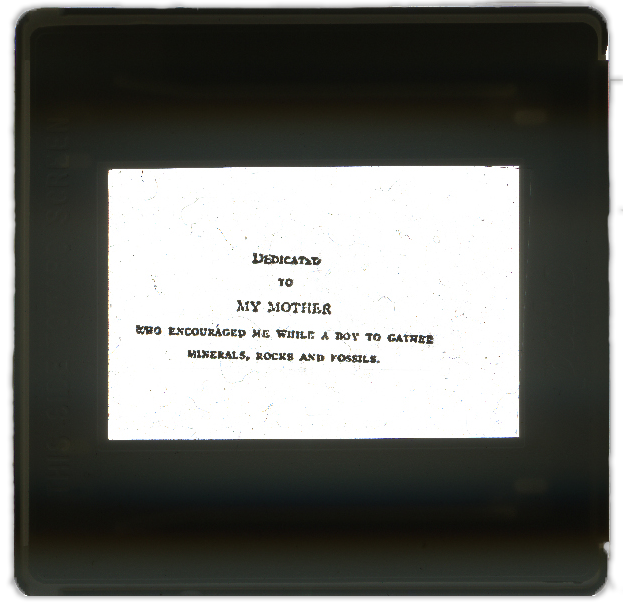 DEDICATED
TO
MY MOTHER
WHO ENCOURAGED ME WHILE A BOY TO GATHER
MINERALS, ROCKS AND FOSSILS.